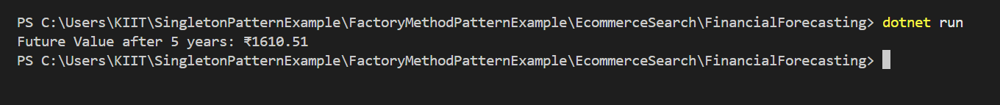 PS C:\Users\KIIT\SingletonPatternExample\FactoryMethodPatternExample\EcommerceSearch\FinancialForecasting> dotnet run
Future Value after 5 years: ₹1610.51
PS C:\Users\KIIT\SingletonPatternExample\FactoryMethodPatternExample\EcommerceSearch\FinancialForecasting>